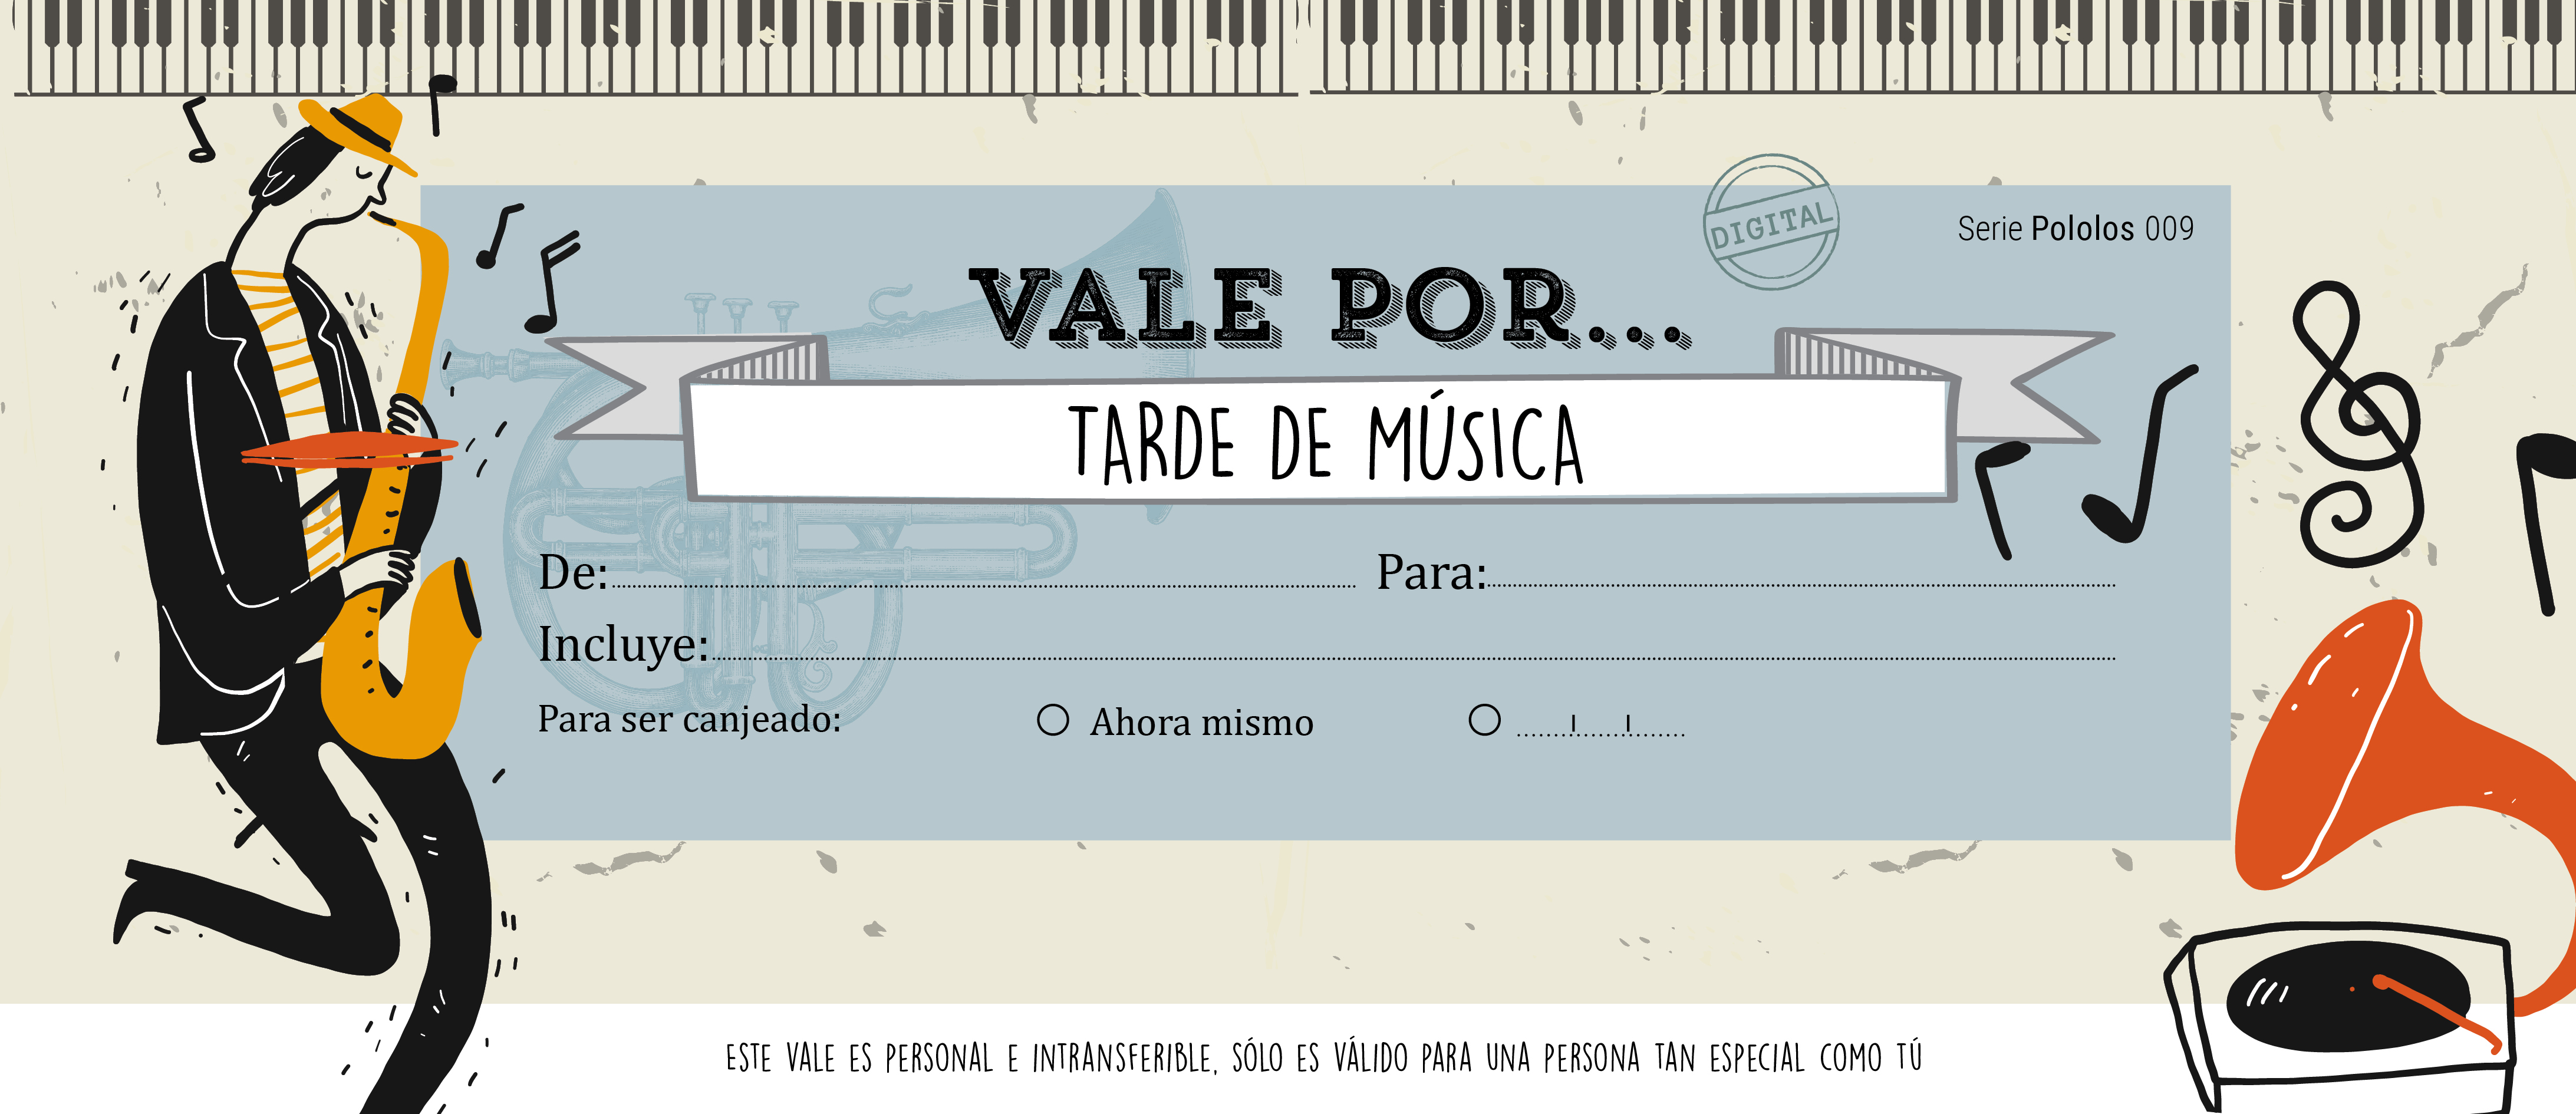 DIGITAL
Serie Pololos 009
VALE POR...
TARDE DE MÚSICA
De: Para:
Incluye:
Para ser canjeado: Ahora mismo
ESTE VALE ES PERSONAL E INTRANSFERIBLE, SÓLO ES VÁLIDO PARA UNA PERSONA TAN ESPECIAL COMO TÚ